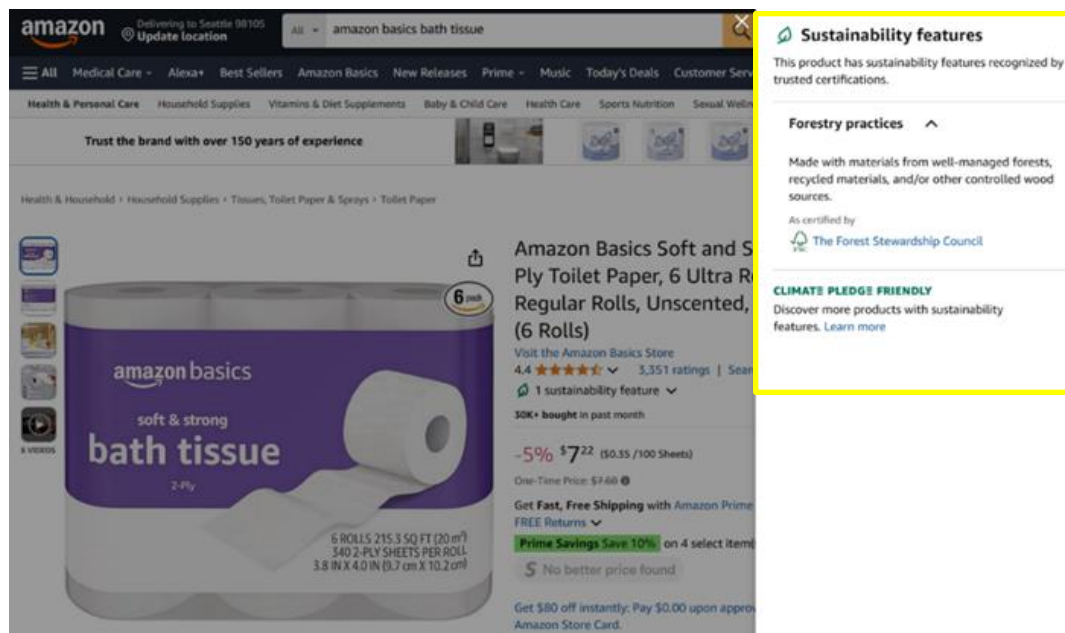 amazon
Delivering to Seattle 98105
Update location
All
amazon basics bath tissue
All Medical Care Alexa+ Best Sellers Amazon Basics New Releases Prime Music Today's Deals Customer Serv
Health & Personal Care Household Supplies Vitamins & Diet Supplements Baby & Child Care Health Care Sports Nutrition Sexual Welln
Trust the brand with over 150 years of experience
Health & Household › Household Supplies › Tissues, Toilet Paper & Sprays › Toilet Paper
6 pack
amazon basics
soft & strong
bath tissue
2-Ply
6 ROLLS 215.3 SQ FT (20 m²)
340 2-PLY SHEETS PER ROLL
3.8 IN X 4.0 IN (9.7 cm X 10.2 cm)
6 VIDEOS
Amazon Basics Soft and S
Ply Toilet Paper, 6 Ultra R
Regular Rolls, Unscented,
(6 Rolls)
Visit the Amazon Basics Store
4.4 3,351 ratings | Sear
1 sustainability feature
30K+ bought in past month
-5% $7.22 ($0.35 /100 Sheets)
One-Time Price: $7.60
Get Fast, Free Shipping with Amazon Prime
FREE Returns
Prime Savings Save 10% on 4 select item(
No better price found
Get $80 off instantly: Pay $0.00 upon approv
Amazon Store Card.
Sustainability features
This product has sustainability features recognized by
trusted certifications.
Forestry practices
Made with materials from well-managed forests,
recycled materials, and/or other controlled wood
sources.
As certified by
FSC The Forest Stewardship Council
CLIMATE PLEDGE FRIENDLY
Discover more products with sustainability
features. Learn more